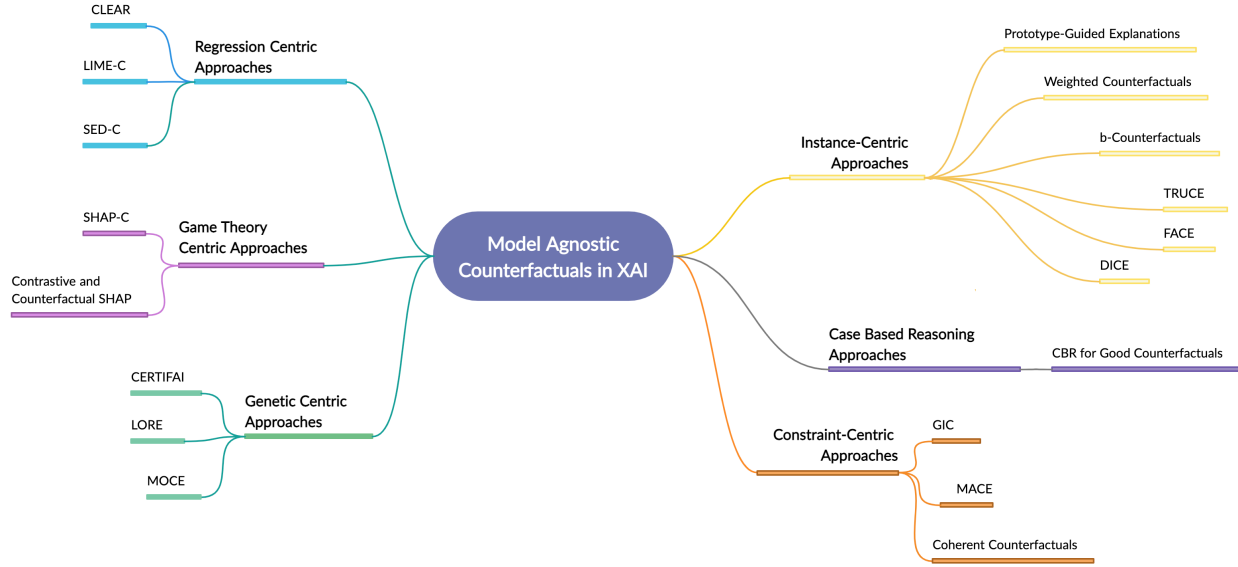 Model Agnostic
Counterfactuals in XAI
Regression Centric
Approaches
CLEAR
LIME-C
SED-C
Game Theory
Centric Approaches
SHAP-C
Contrastive and
Counterfactual SHAP
Genetic Centric
Approaches
CERTIFAI
LORE
MOCE
Instance-Centric
Approaches
Prototype-Guided Explanations
Weighted Counterfactuals
b-Counterfactuals
TRUCE
FACE
DICE
Case Based Reasoning
Approaches
CBR for Good Counterfactuals
Constraint-Centric
Approaches
GIC
MACE
Coherent Counterfactuals